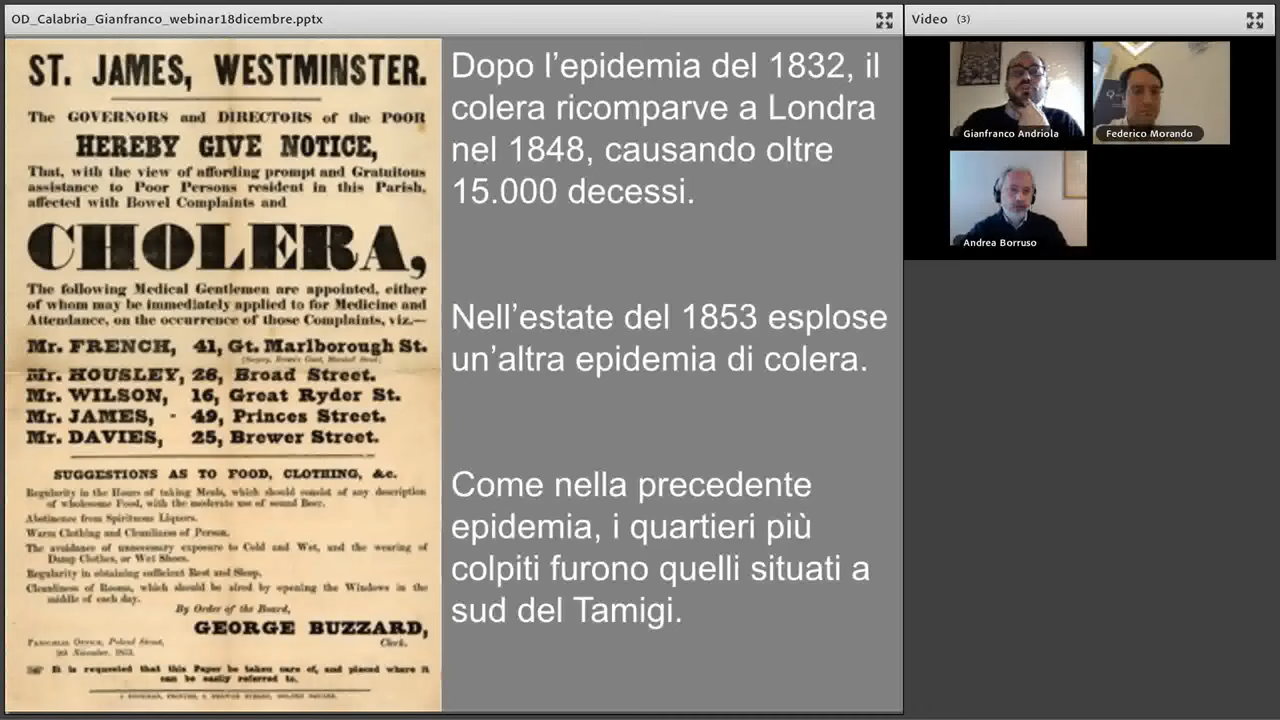 OD_Calabria_Gianfranco_webinar18dicembre.pptx
ST. JAMES, WESTMINSTER.
The GOVERNORS and DIRECTORS of the POOR
HEREBY GIVE NOTICE,
That, with the view of affording prompt and Gratuitous
assistance to Poor Persons resident in this Parish,
affected with Bowel Complaints and
CHOLERA,
The following Medical Gentlemen are appointed, either
of whom may be immediately applied to for Medicine and
Attendance, on the occurrence of those Complaints, viz.—
Mr. FRENCH, 41, Gt. Marlborough St.
Mr. HOUSLEY, 28, Broad Street.
Mr. WILSON, 16, Great Ryder St.
Mr. JAMES, - 49, Princes Street.
Mr. DAVIES, 25, Brewer Street.
SUGGESTIONS AS TO FOOD, CLOTHING, &c.
Regularity in the Hours of taking Meals, which should consist of any description
of wholesome Food, with the moderate use of sound Beer.
Abstinence from Spirituous Liquors.
Warm Clothing and Cleanliness of Person.
The avoidance of unnecessary exposure to Cold and Wet, and the wearing of
Damp Clothes, or Wet Shoes.
Regularity in obtaining sufficient Rest and Sleep.
Cleanliness of Rooms, which should be aired by opening the Windows in the
middle of each day.
By Order of the Board,
GEORGE BUZZARD,
Clerk.
PAROCHIAL OFFICE, Poland Street,
9th November, 1853.
It is requested that this Paper be taken care of, and placed where it
can be easily referred to.
Dopo l’epidemia del 1832, il
colera ricomparve a Londra
nel 1848, causando oltre
15.000 decessi.
Nell’estate del 1853 esplose
un’altra epidemia di colera.
Come nella precedente
epidemia, i quartieri più
colpiti furono quelli situati a
sud del Tamigi.
Video (3)
Gianfranco Andriola
Federico Morando
Andrea Borruso